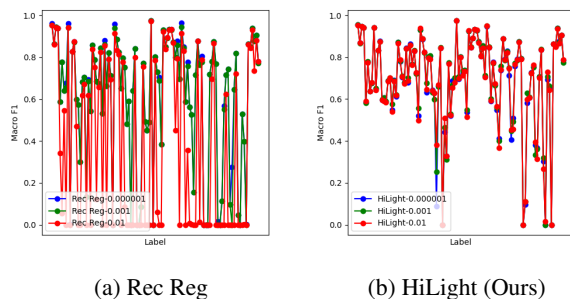 1.0
0.8
0.6
0.4
0.2
0.0
Macro F1
Rec Reg-0.000001
Rec Reg-0.001
Rec Reg-0.01
Label
(a) Rec Reg
1.0
0.8
0.6
0.4
0.2
0.0
Macro F1
HiLight-0.000001
HiLight-0.001
HiLight-0.01
Label
(b) HiLight (Ours)